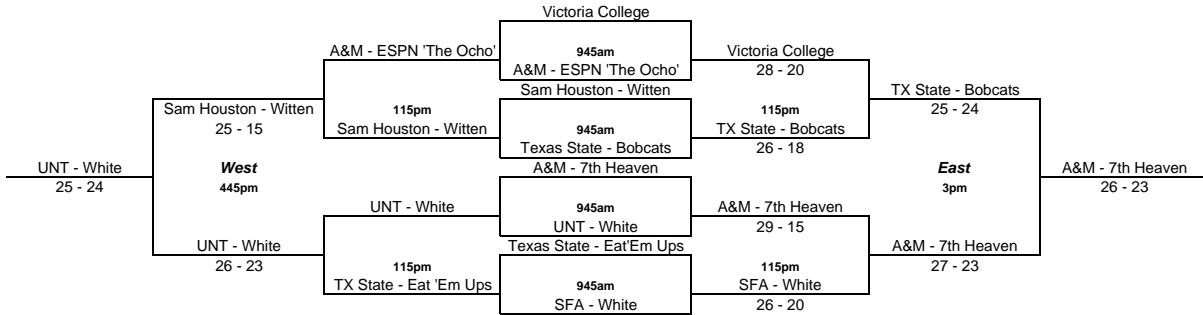 Victoria College
A&M - ESPN 'The Ocho' 945am Victoria College
A&M - ESPN 'The Ocho' 28 - 20
Sam Houston - Witten TX State - Bobcats
Sam Houston - Witten 115pm 115pm 25 - 24
25 - 15 Sam Houston - Witten 945am TX State - Bobcats
Texas State - Bobcats 26 - 18
UNT - White West A&M - 7th Heaven East A&M - 7th Heaven
25 - 24 445pm 3pm 26 - 23
UNT - White 945am A&M - 7th Heaven
UNT - White 29 - 15
UNT - White Texas State - Eat'Em Ups A&M - 7th Heaven
26 - 23 115pm 115pm 27 - 23
TX State - Eat 'Em Ups 945am SFA - White
SFA - White 26 - 20